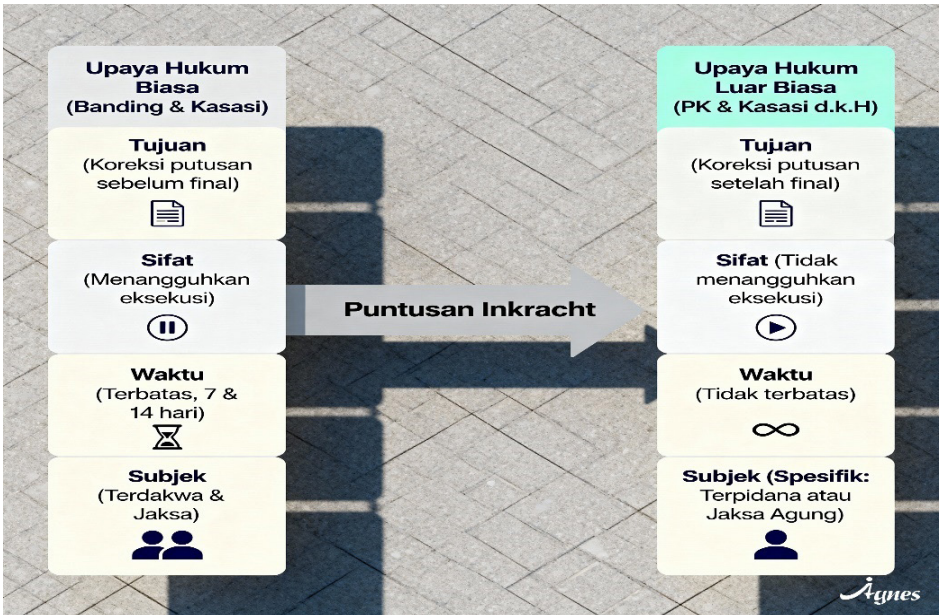 Upaya Hukum
Biasa
(Banding & Kasasi)
Tujuan
(Koreksi putusan
sebelum final)
Sifat
(Menangguhkan
eksekusi)
Waktu
(Terbatas, 7 &
14 hari)
Subjek
(Terdakwa &
Jaksa)
Puntusan Inkracht
Upaya Hukum
Luar Biasa
(PK & Kasasi d.k.H)
Tujuan
(Koreksi putusan
setelah final)
Sifat (Tidak
menangguhkan
eksekusi)
Waktu
(Tidak terbatas)
Subjek (Spesifik:
Terpidana atau
Jaksa Agung)
Agnes